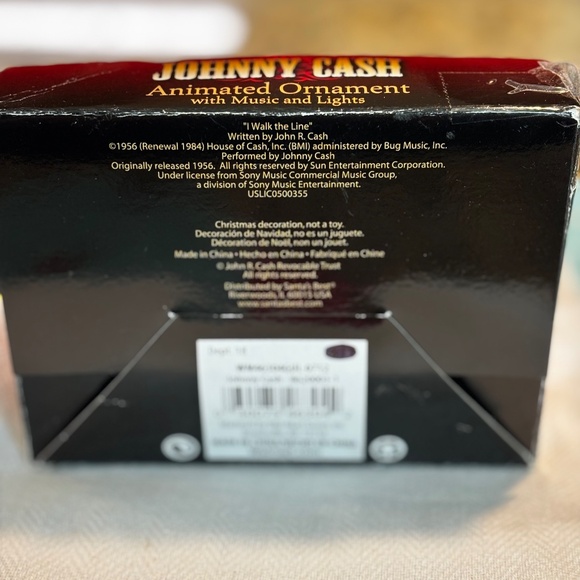 JOHNNY CASH
Animated Ornament
with Music and Lights
"I Walk the Line"
Written by John R. Cash
©1956 (Renewal 1984) House of Cash, Inc. (BMI) administered by Bug Music, Inc.
Performed by Johnny Cash
Originally released 1956. All rights reserved by Sun Entertainment Corporation.
Under license from Sony Music Commercial Music Group,
a division of Sony Music Entertainment.
USLIC0500355
Christmas decoration, not a toy.
Decoración de Navidad, no es un juguete.
Décoration de Noël, non un jouet.
Made in China • Hecho en China • Fabriqué en Chine
© John R. Cash Revocable Trust
All rights reserved.
Distributed by Santa's Best®
Riverwoods, IL 60015 USA
www.santasbest.com